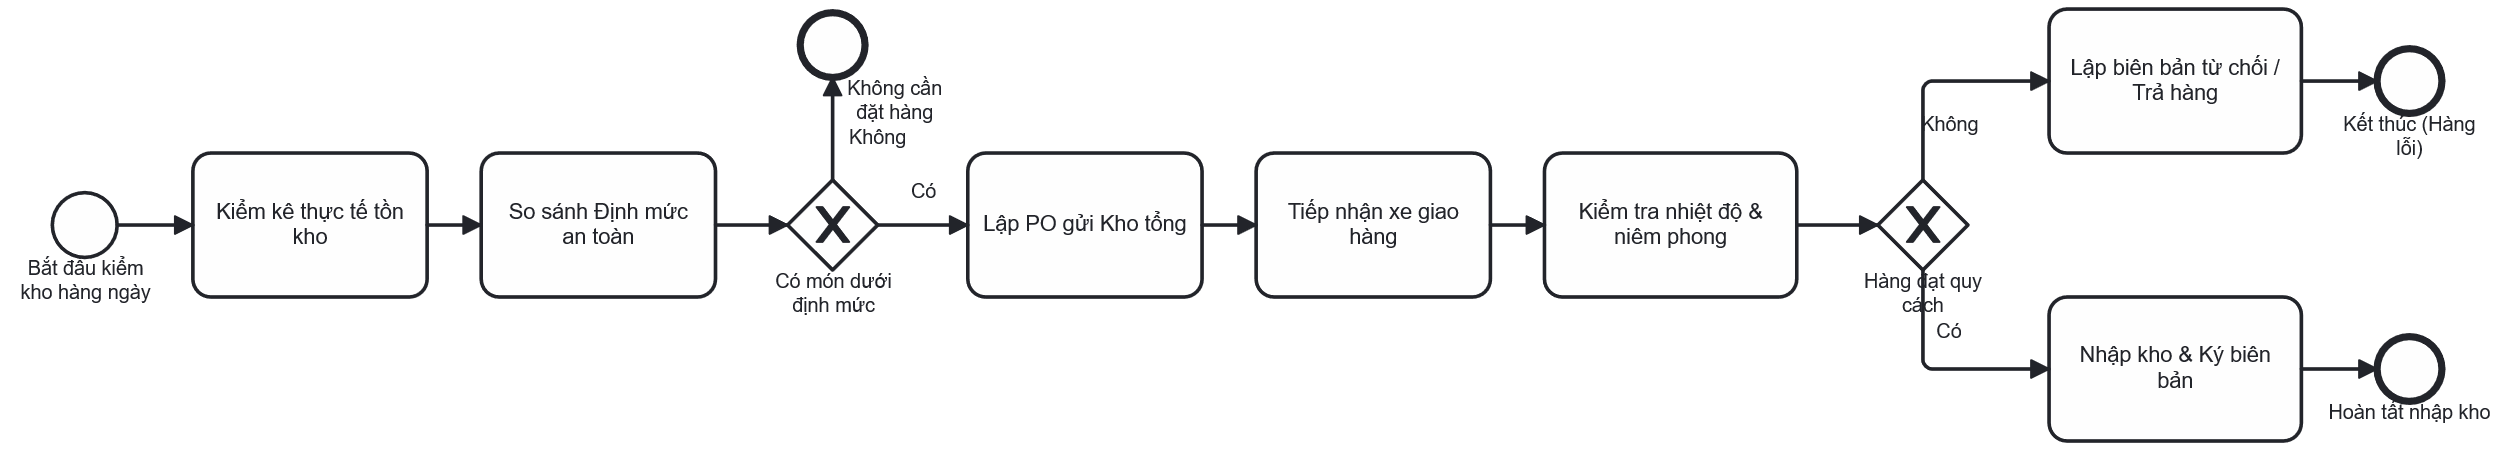 Bắt đầu kiểm
kho hàng ngày
Kiểm kê thực tế tồn
kho
So sánh Định mức
an toàn
Không cần
đặt hàng
Không
Có món dưới
định mức
Có
Lập PO gửi Kho tổng
Tiếp nhận xe giao
hàng
Kiểm tra nhiệt độ &
niêm phong
Hàng đạt quy
cách
Không
Lập biên bản từ chối /
Trả hàng
Kết thúc (Hàng
lỗi)
Có
Nhập kho & Ký biên
bản
Hoàn tất nhập kho